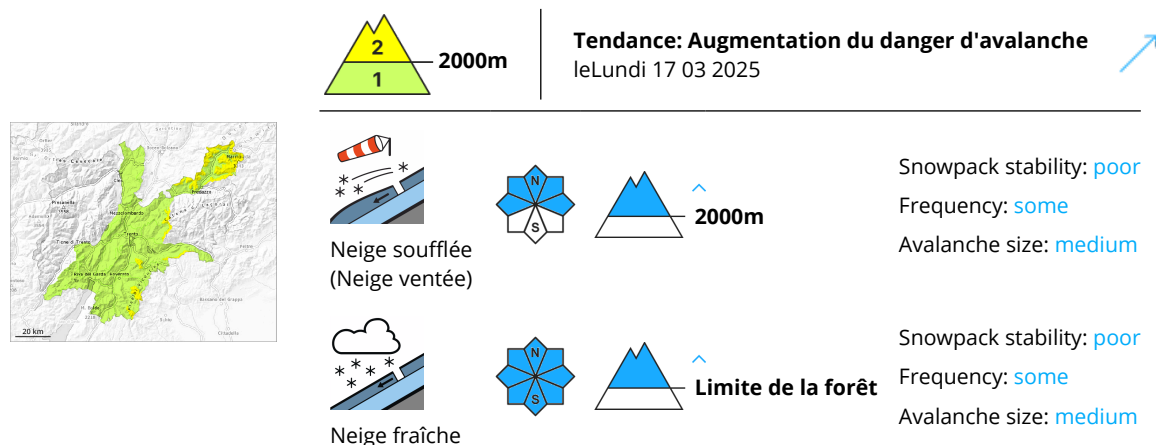 2
1
2000m
Tendance: Augmentation du danger d'avalanche
leLundi 17 03 2025
N
S
2000m
Neige soufflée
(Neige ventée)
Snowpack stability: poor
Frequency: some
Avalanche size: medium
Trento
20 km
N
S
Limite de la forêt
Neige fraîche
Snowpack stability: poor
Frequency: some
Avalanche size: medium